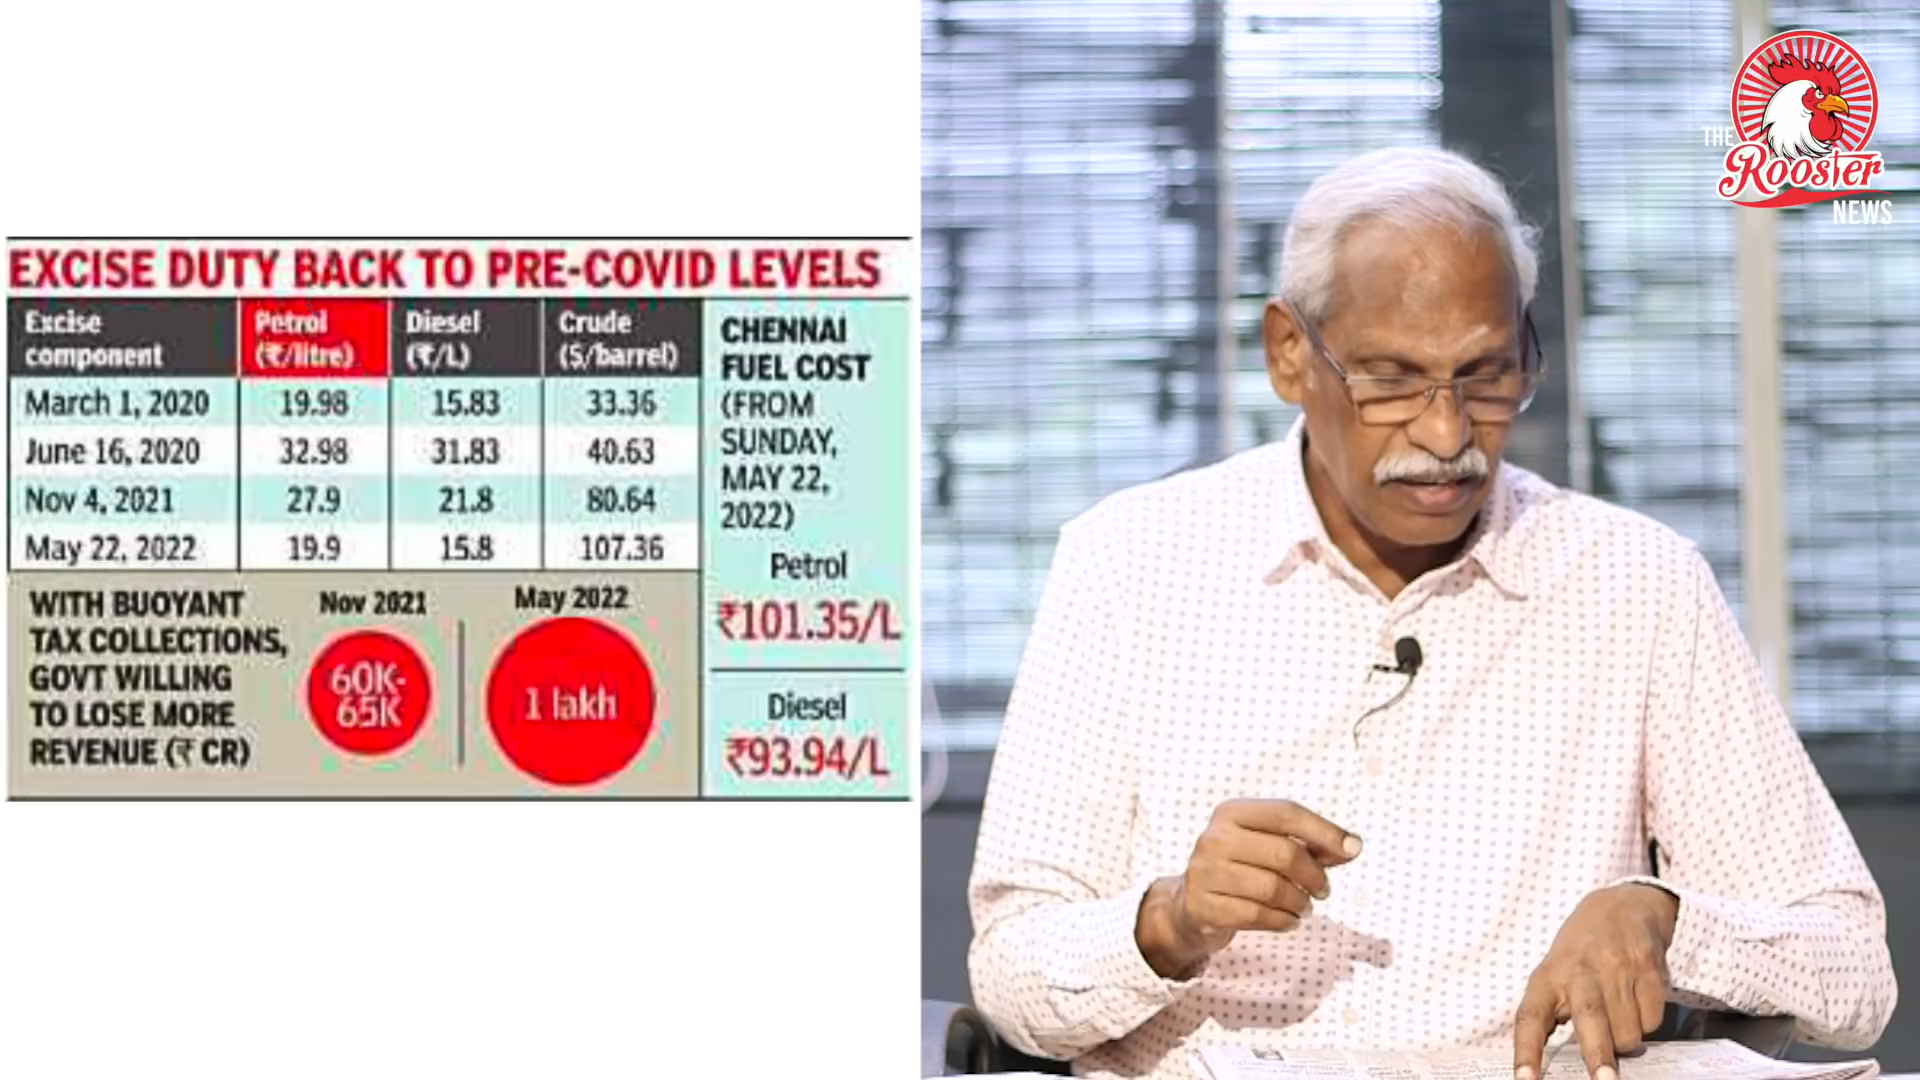 EXCISE DUTY BACK TO PRE-COVID LEVELS
Excise component Petrol (₹/litre) Diesel (₹/L) Crude ($/barrel)
March 1, 2020 19.98 15.83 33.36
June 16, 2020 32.98 31.83 40.63
Nov 4, 2021 27.9 21.8 80.64
May 22, 2022 19.9 15.8 107.36
WITH BUOYANT
TAX COLLECTIONS,
GOVT WILLING
TO LOSE MORE
REVENUE (₹ CR)
Nov 2021
60K-
65K
May 2022
1 lakh
CHENNAI
FUEL COST
(FROM
SUNDAY,
MAY 22,
2022)
Petrol
₹101.35/L
Diesel
₹93.94/L
THE
Rooster
NEWS